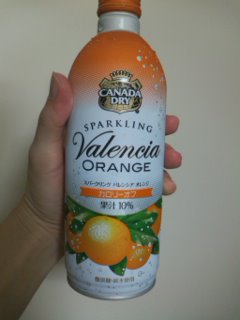 CANADA
DRY
SPARKLING
Valencia
ORANGE
スパークリング バレンシア オレンジ
カロリーオフ
果汁10%